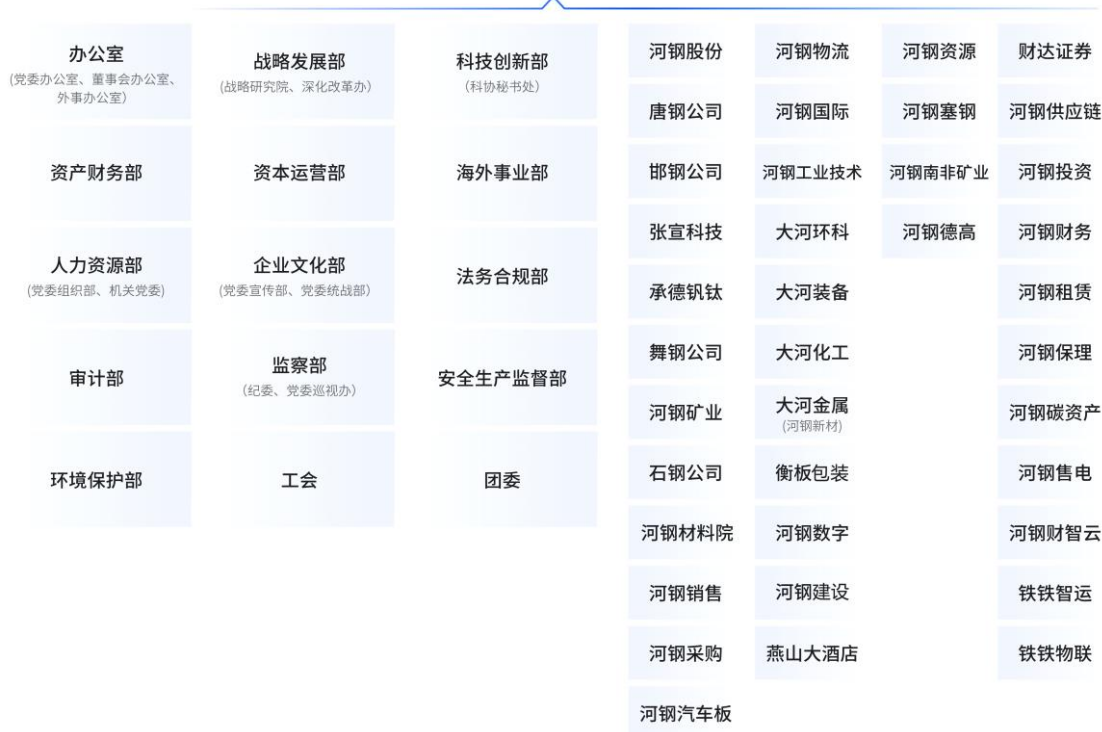 办公室
(党委办公室、董事会办公室、
外事办公室)
战略发展部
(战略研究院、深化改革办)
科技创新部
(科协秘书处)
资产财务部
资本运营部
海外事业部
人力资源部
(党委组织部、机关党委)
企业文化部
(党委宣传部、党委统战部)
法务合规部
审计部
监察部
(纪委、党委巡视办)
安全生产监督部
环境保护部
工会
团委
河钢股份
河钢物流
河钢资源
财达证券
唐钢公司
河钢国际
河钢塞钢
河钢供应链
邯钢公司
河钢工业技术
河钢南非矿业
河钢投资
张宣科技
大河环科
河钢德高
河钢财务
承德钒钛
大河装备
河钢租赁
舞钢公司
大河化工
河钢保理
河钢矿业
大河金属
(河钢新材)
河钢碳资产
石钢公司
衡板包装
河钢售电
河钢材料院
河钢数字
河钢财智云
河钢销售
河钢建设
铁铁智运
河钢采购
燕山大酒店
铁铁物联
河钢汽车板